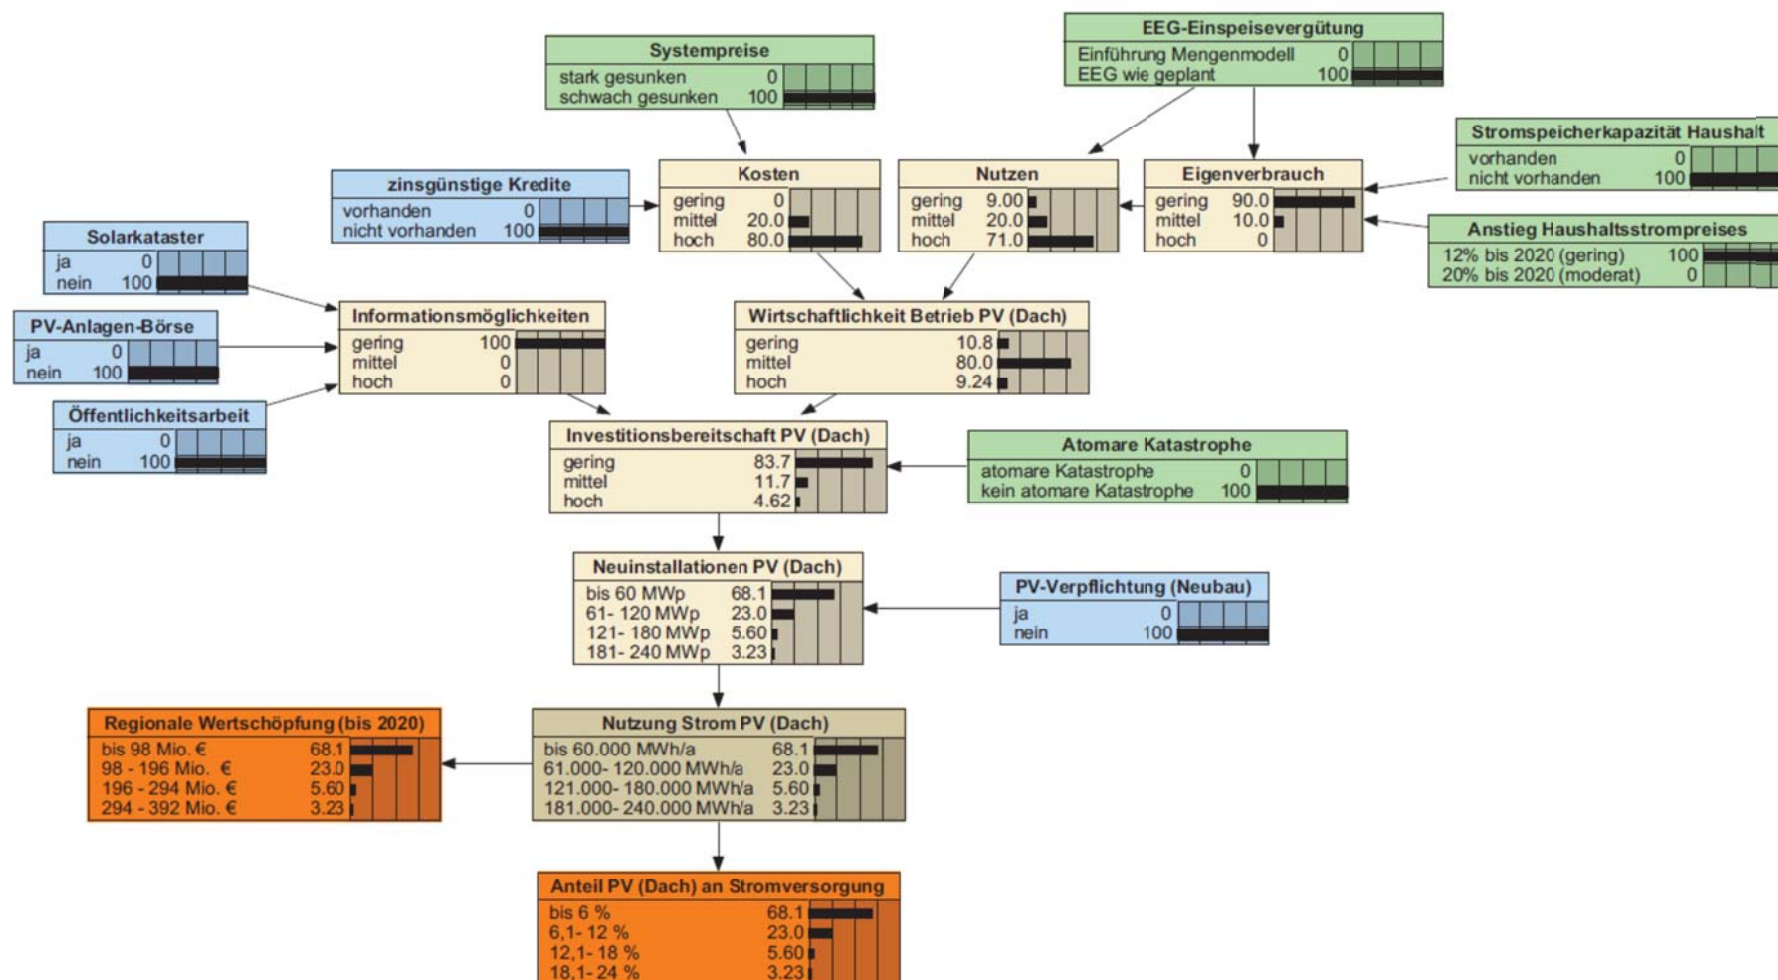 EEG-Einspeisevergütung
Einführung Mengenmodell 0
EEG wie geplant 100
Systempreise
stark gesunken 0
schwach gesunken 100
Stromspeicherkapazität Haushalt
vorhanden 0
nicht vorhanden 100
zinsgünstige Kredite
vorhanden 0
nicht vorhanden 100
Kosten
gering 0
mittel 20.0
hoch 80.0
Nutzen
gering 9.00
mittel 20.0
hoch 71.0
Eigenverbrauch
gering 90.0
mittel 10.0
hoch 0
Anstieg Haushaltsstrompreises
12% bis 2020 (gering) 100
20% bis 2020 (moderat) 0
Solarkataster
ja 0
nein 100
PV-Anlagen-Börse
ja 0
nein 100
Öffentlichkeitsarbeit
ja 0
nein 100
Informationsmöglichkeiten
gering 100
mittel 0
hoch 0
Wirtschaftlichkeit Betrieb PV (Dach)
gering 10.8
mittel 80.0
hoch 9.24
Investitionsbereitschaft PV (Dach)
gering 83.7
mittel 11.7
hoch 4.62
Atomare Katastrophe
atomare Katastrophe 0
kein atomare Katastrophe 100
Neuinstallationen PV (Dach)
bis 60 MWp 68.1
61- 120 MWp 23.0
121- 180 MWp 5.60
181- 240 MWp 3.23
PV-Verpflichtung (Neubau)
ja 0
nein 100
Regionale Wertschöpfung (bis 2020)
bis 98 Mio. € 68.1
98 - 196 Mio. € 23.0
196 - 294 Mio. € 5.60
294 - 392 Mio. € 3.23
Nutzung Strom PV (Dach)
bis 60.000 MWh/a 68.1
61.000- 120.000 MWh/a 23.0
121.000- 180.000 MWh/a 5.60
181.000- 240.000 MWh/a 3.23
Anteil PV (Dach) an Stromversorgung
bis 6 % 68.1
6,1- 12 % 23.0
12,1- 18 % 5.60
18,1- 24 % 3.23